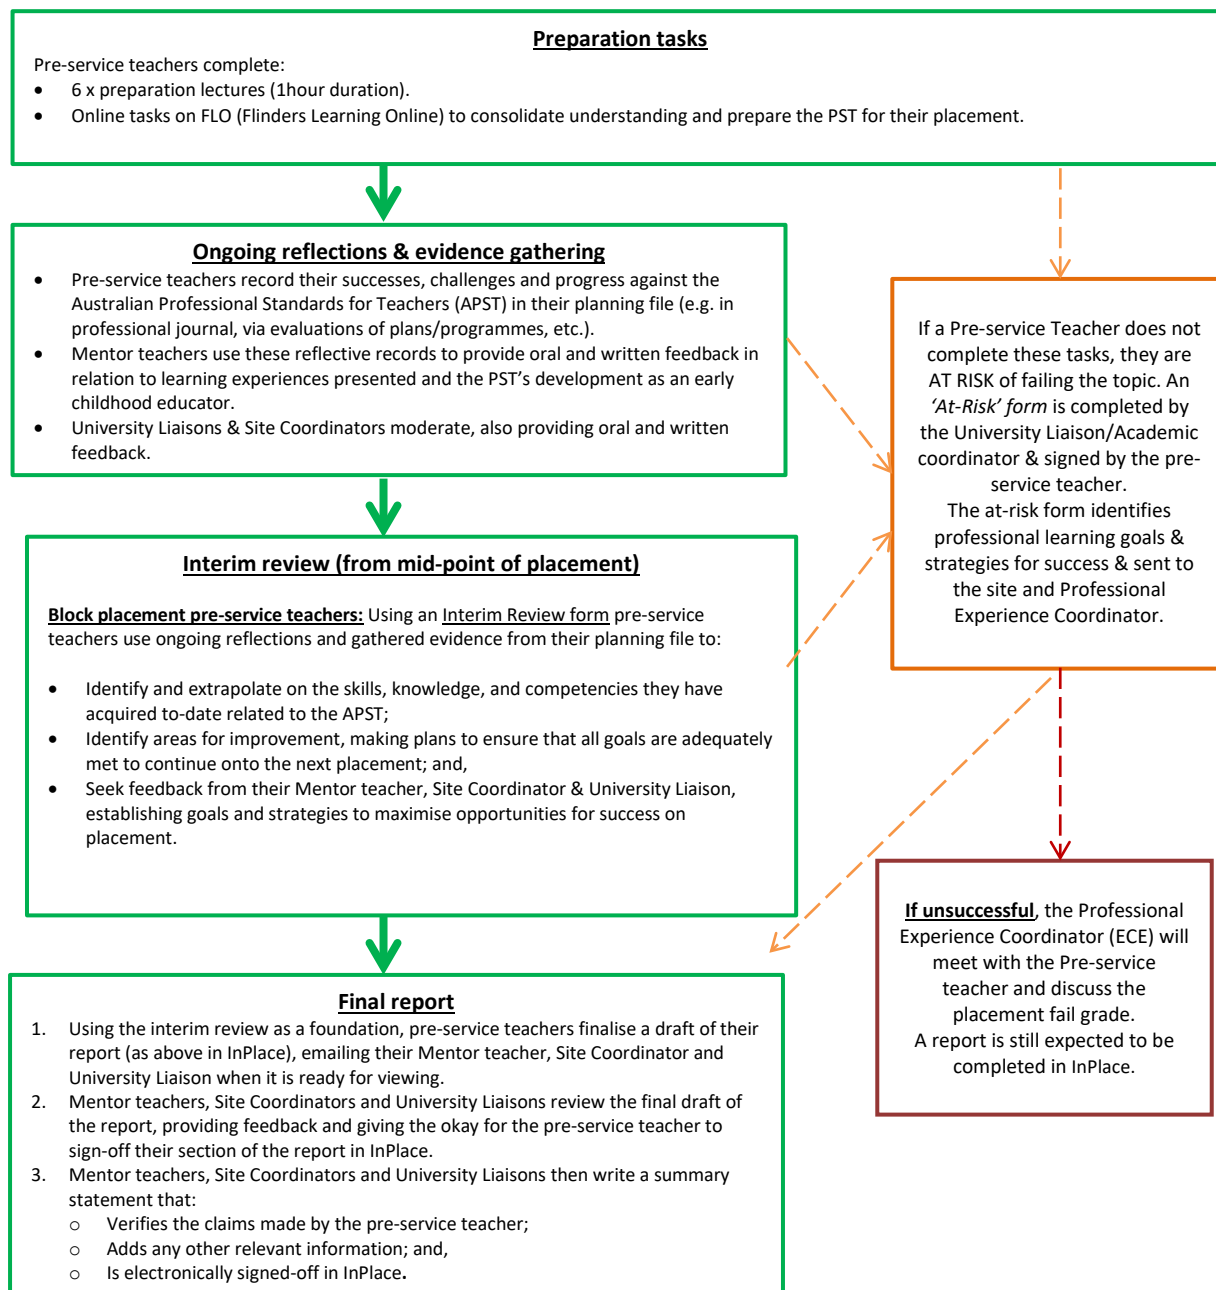 Preparation tasks
Pre-service teachers complete:
• 6 x preparation lectures (1hour duration).
• Online tasks on FLO (Flinders Learning Online) to consolidate understanding and prepare the PST for their placement.
Ongoing reflections & evidence gathering
• Pre-service teachers record their successes, challenges and progress against the
Australian Professional Standards for Teachers (APST) in their planning file (e.g. in
professional journal, via evaluations of plans/programmes, etc.).
• Mentor teachers use these reflective records to provide oral and written feedback in
relation to learning experiences presented and the PST’s development as an early
childhood educator.
• University Liaisons & Site Coordinators moderate, also providing oral and written
feedback.
If a Pre-service Teacher does not
complete these tasks, they are
AT RISK of failing the topic. An
‘At-Risk’ form is completed by
the University Liaison/Academic
coordinator & signed by the pre-
service teacher.
The at-risk form identifies
professional learning goals &
strategies for success & sent to
the site and Professional
Experience Coordinator.
Interim review (from mid-point of placement)
Block placement pre-service teachers: Using an Interim Review form pre-service
teachers use ongoing reflections and gathered evidence from their planning file to:
• Identify and extrapolate on the skills, knowledge, and competencies they have
acquired to-date related to the APST;
• Identify areas for improvement, making plans to ensure that all goals are adequately
met to continue onto the next placement; and,
• Seek feedback from their Mentor teacher, Site Coordinator & University Liaison,
establishing goals and strategies to maximise opportunities for success on
placement.
If unsuccessful, the Professional
Experience Coordinator (ECE) will
meet with the Pre-service
teacher and discuss the
placement fail grade.
A report is still expected to be
completed in InPlace.
Final report
1. Using the interim review as a foundation, pre-service teachers finalise a draft of their
report (as above in InPlace), emailing their Mentor teacher, Site Coordinator and
University Liaison when it is ready for viewing.
2. Mentor teachers, Site Coordinators and University Liaisons review the final draft of
the report, providing feedback and giving the okay for the pre-service teacher to
sign-off their section of the report in InPlace.
3. Mentor teachers, Site Coordinators and University Liaisons then write a summary
statement that:
o Verifies the claims made by the pre-service teacher;
o Adds any other relevant information; and,
o Is electronically signed-off in InPlace.